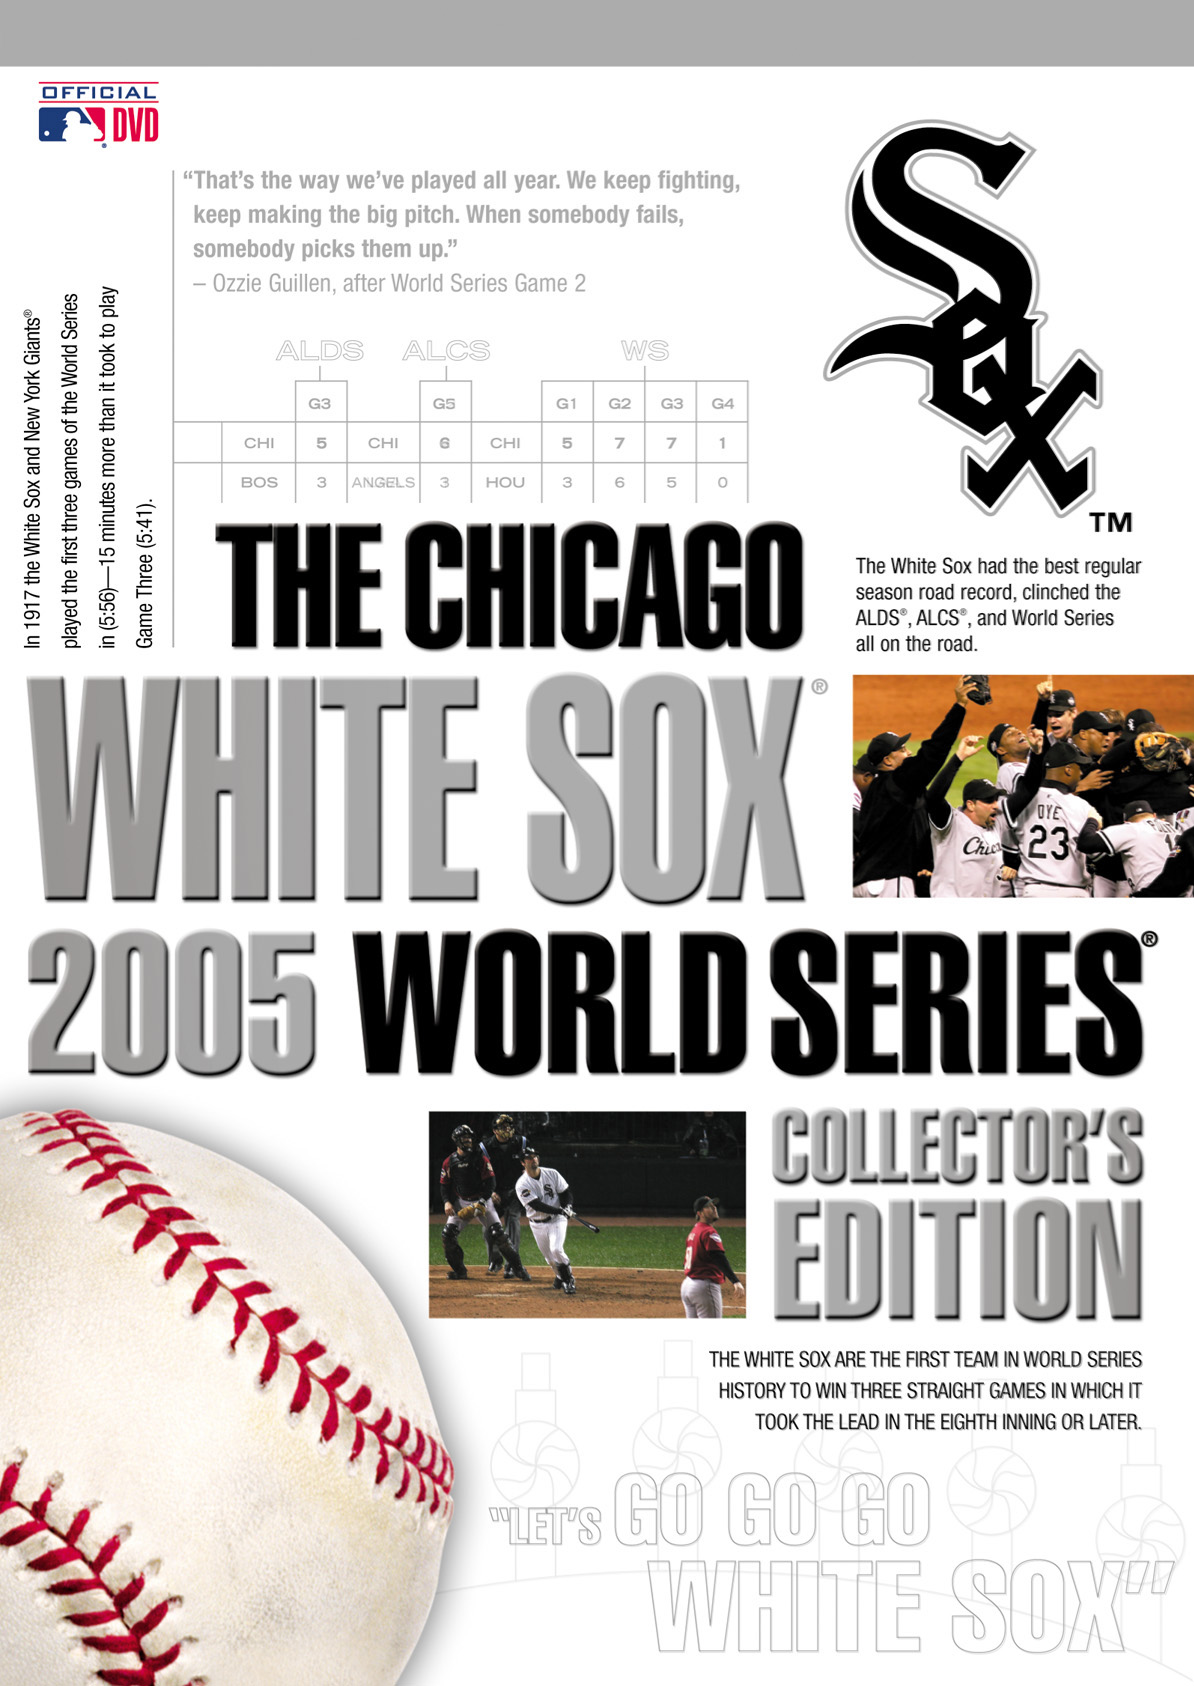 OFFICIAL
DVD
“That’s the way we’ve played all year. We keep fighting,
keep making the big pitch. When somebody fails,
somebody picks them up.”
– Ozzie Guillen, after World Series Game 2
In 1917 the White Sox and New York Giants®
played the first three games of the World Series
in (5:56)—15 minutes more than it took to play
Game Three (5:41).
ALDS ALCS WS
G3 G5 G1 G2 G3 G4
CHI 5 CHI 6 CHI 5 7 7 1
BOS 3 ANGELS 3 HOU 3 6 5 0
Sox
TM
The White Sox had the best regular
season road record, clinched the
ALDS®, ALCS®, and World Series
all on the road.
THE CHICAGO
WHITE SOX®
DYE
23
2005 WORLD SERIES®
COLLECTOR’S
EDITION
THE WHITE SOX ARE THE FIRST TEAM IN WORLD SERIES
HISTORY TO WIN THREE STRAIGHT GAMES IN WHICH IT
TOOK THE LEAD IN THE EIGHTH INNING OR LATER.
“LET’S GO GO GO
WHITE SOX”